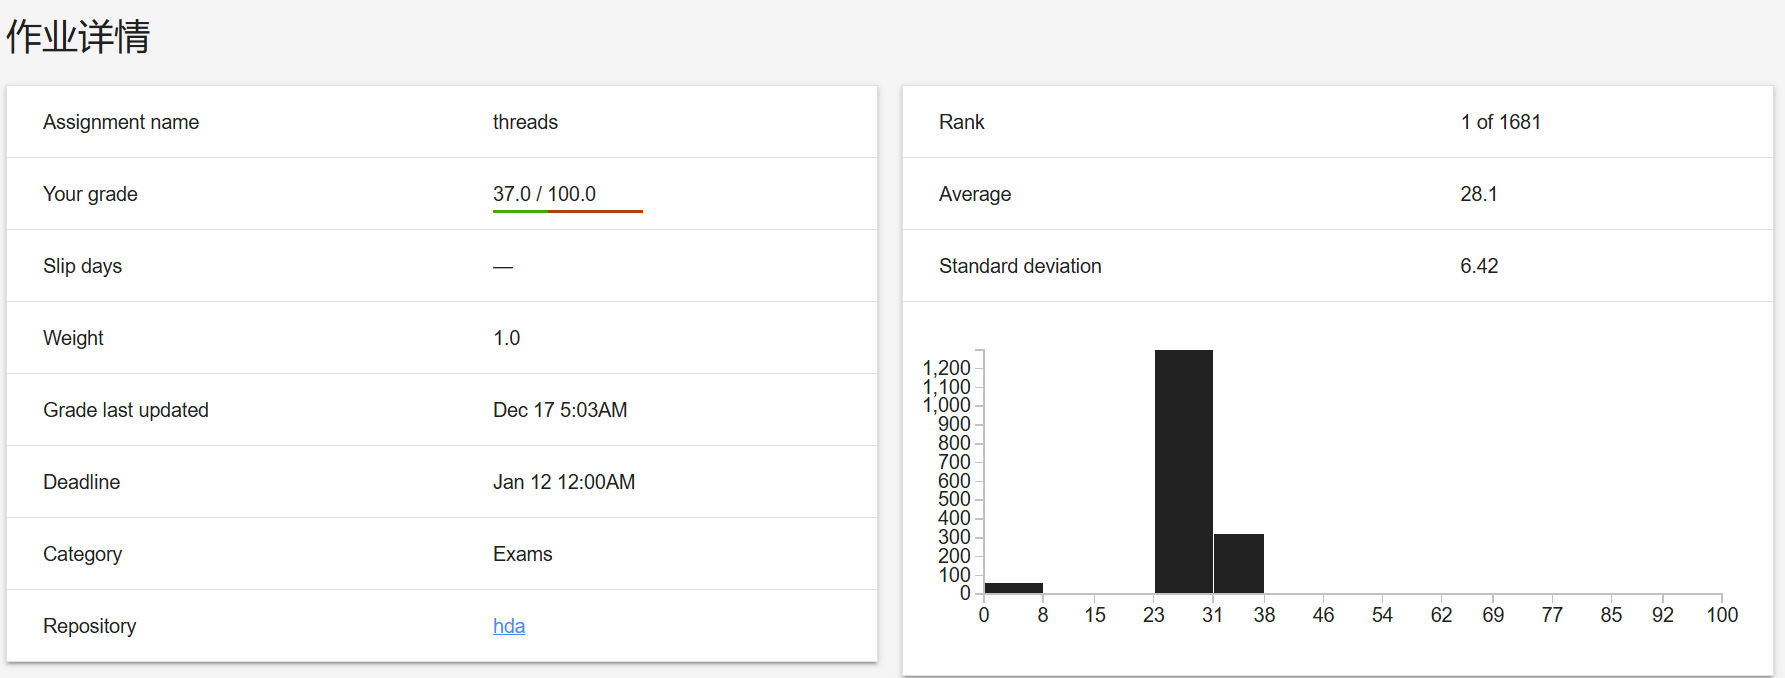 作业详情
Assignment name threads
Your grade 37.0 / 100.0
Slip days —
Weight 1.0
Grade last updated Dec 17 5:03AM
Deadline Jan 12 12:00AM
Category Exams
Repository hda
Rank 1 of 1681
Average 28.1
Standard deviation 6.42
1,200
1,100
1,000
900
800
700
600
500
400
300
200
100
0
0 8 15 23 31 38 46 54 62 69 77 85 92 100